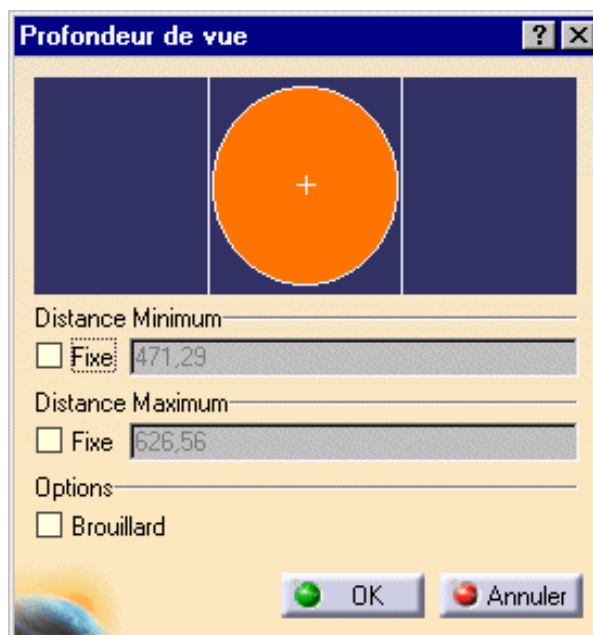 Profondeur de vue
Distance Minimum
Fixe 471,29
Distance Maximum
Fixe 626,56
Options
Brouillard
OK Annuler